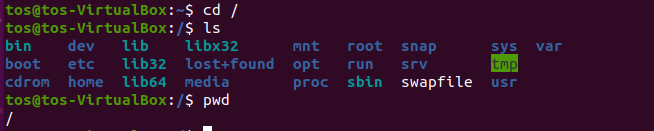 tos@tos-VirtualBox:~$ cd /
tos@tos-VirtualBox:/$ ls
bin dev lib libx32 mnt root snap sys var
boot etc lib32 lost+found opt run srv tmp
cdrom home lib64 media proc sbin swapfile usr
tos@tos-VirtualBox:/$ pwd
/
tos@tos-VirtualBox:/$